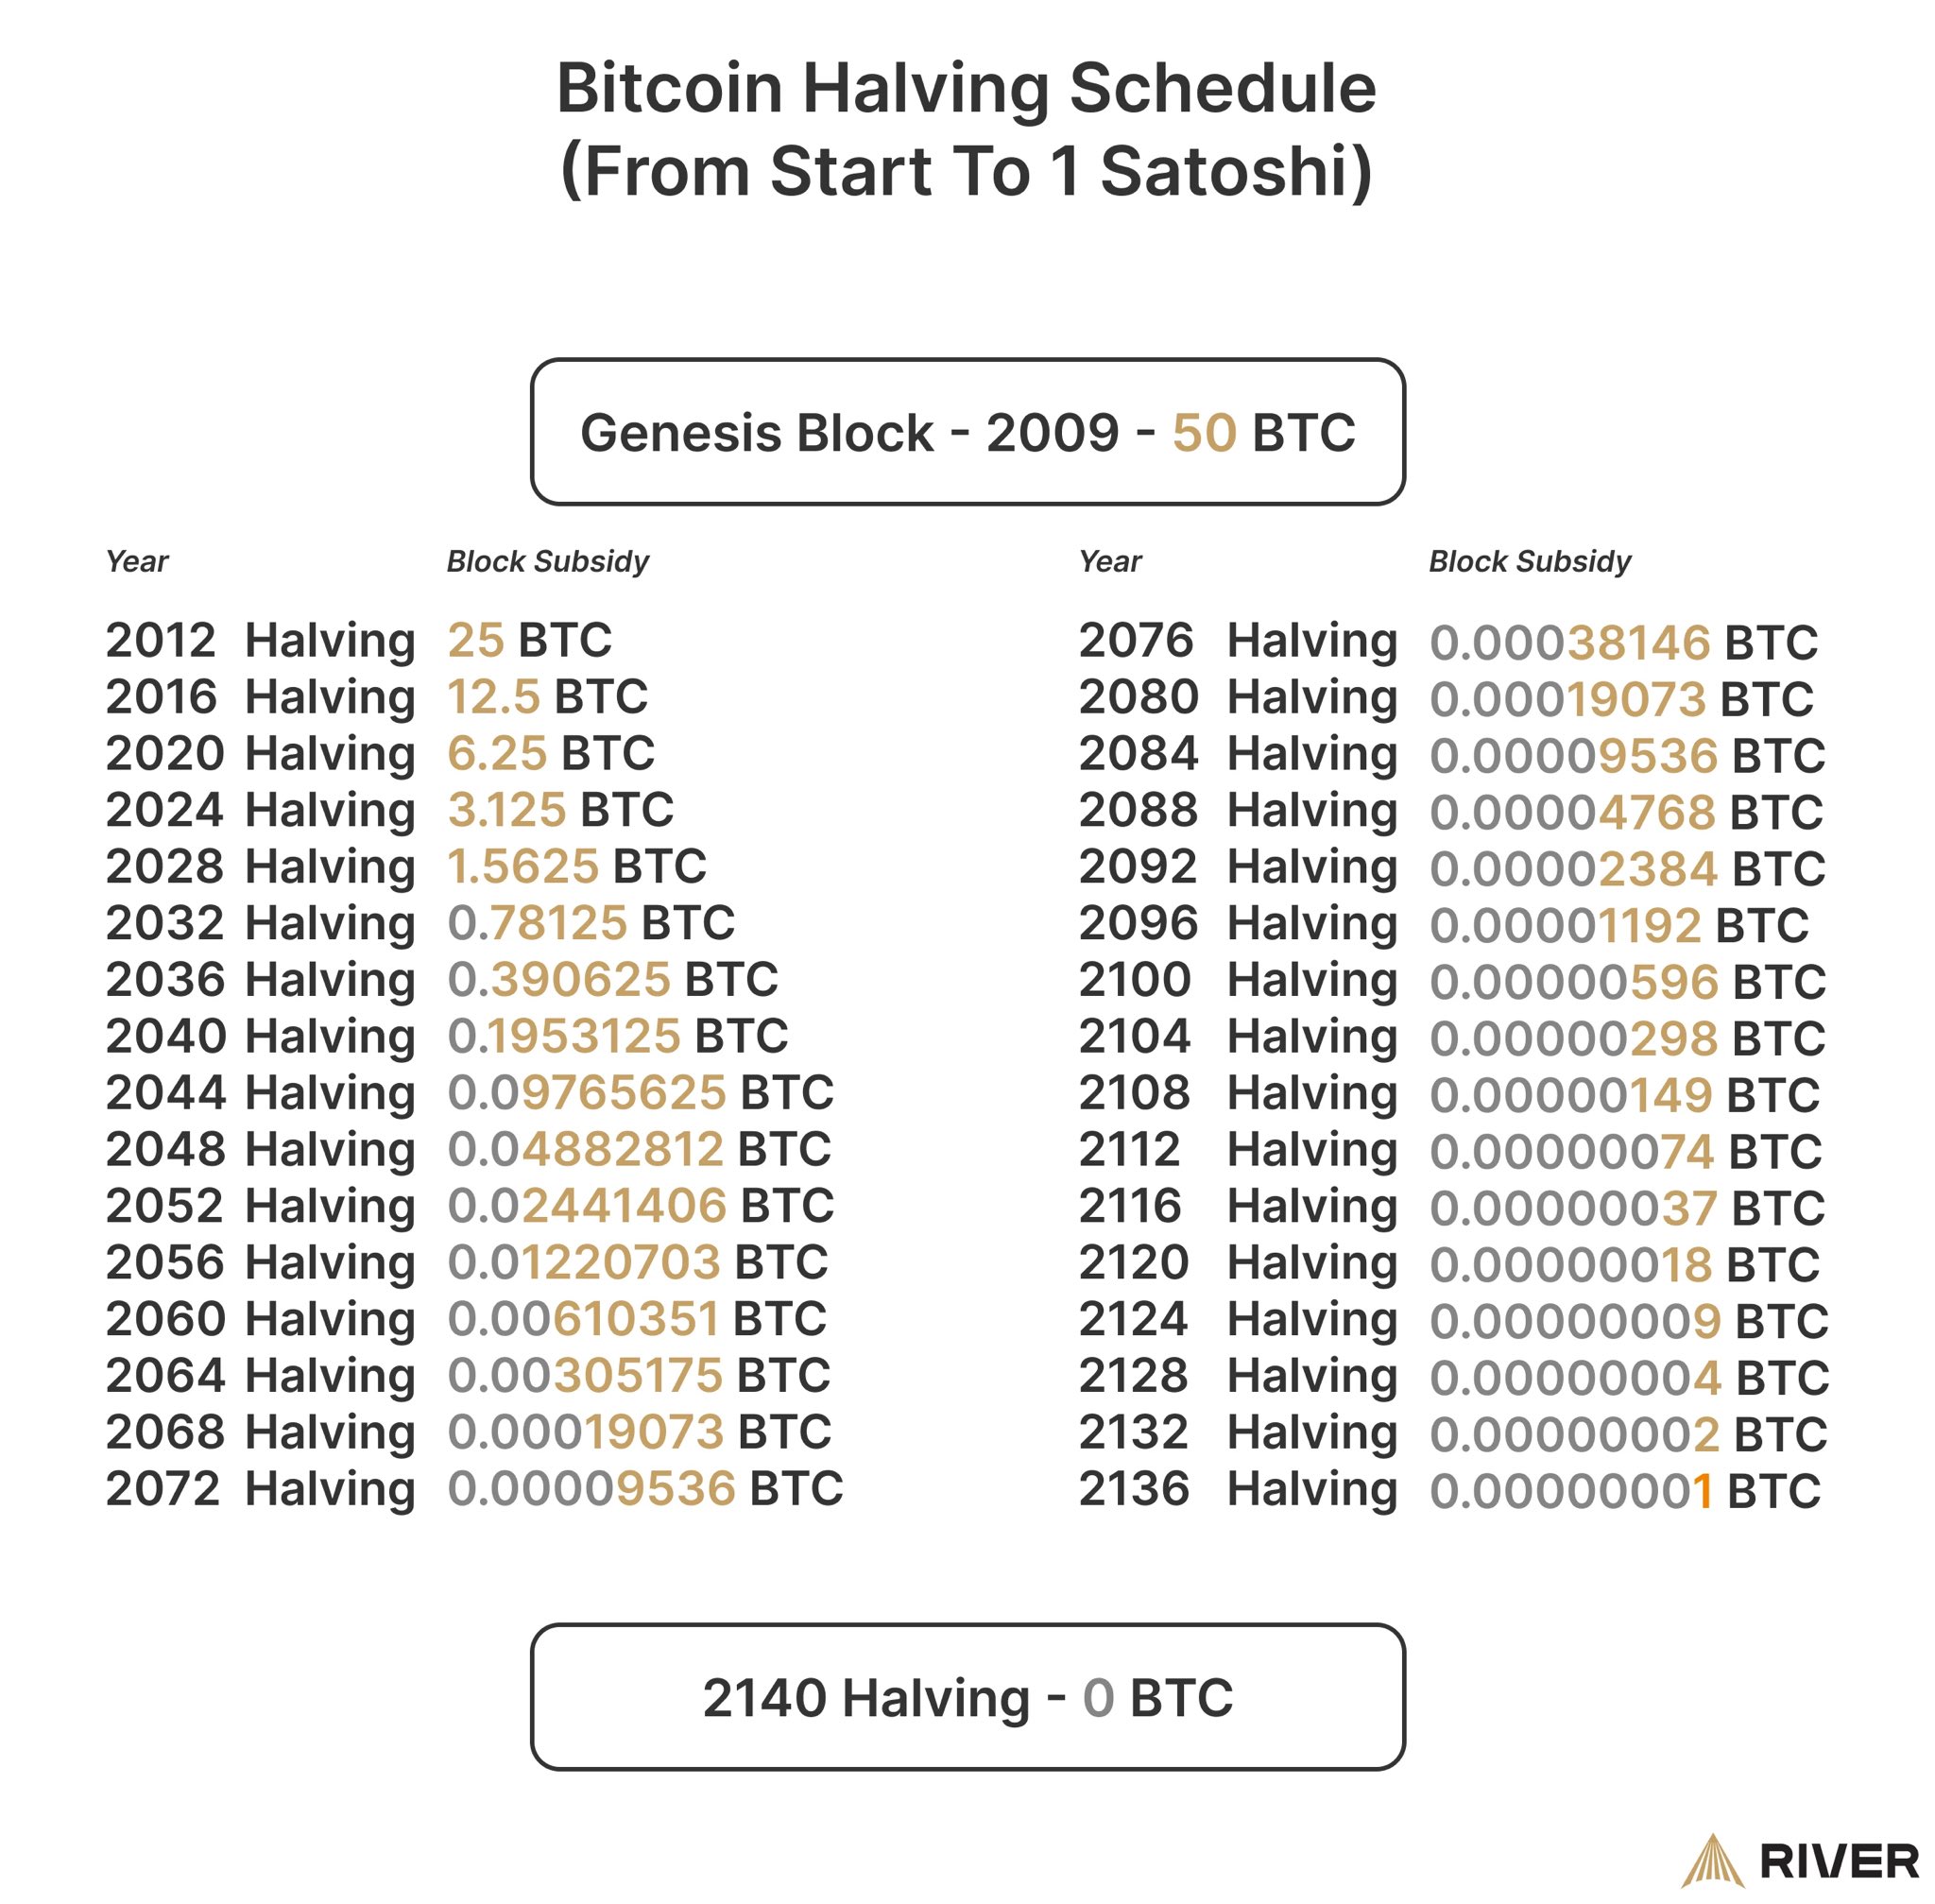 Bitcoin Halving Schedule
(From Start To 1 Satoshi)
Genesis Block - 2009 - 50 BTC
Year Block Subsidy
2012 Halving 25 BTC
2016 Halving 12.5 BTC
2020 Halving 6.25 BTC
2024 Halving 3.125 BTC
2028 Halving 1.5625 BTC
2032 Halving 0.78125 BTC
2036 Halving 0.390625 BTC
2040 Halving 0.1953125 BTC
2044 Halving 0.09765625 BTC
2048 Halving 0.04882812 BTC
2052 Halving 0.02441406 BTC
2056 Halving 0.01220703 BTC
2060 Halving 0.00610351 BTC
2064 Halving 0.00305175 BTC
2068 Halving 0.00019073 BTC
2072 Halving 0.00009536 BTC
Year Block Subsidy
2076 Halving 0.00038146 BTC
2080 Halving 0.00019073 BTC
2084 Halving 0.00009536 BTC
2088 Halving 0.00004768 BTC
2092 Halving 0.00002384 BTC
2096 Halving 0.00001192 BTC
2100 Halving 0.00000596 BTC
2104 Halving 0.00000298 BTC
2108 Halving 0.00000149 BTC
2112 Halving 0.00000074 BTC
2116 Halving 0.00000037 BTC
2120 Halving 0.00000018 BTC
2124 Halving 0.00000009 BTC
2128 Halving 0.00000004 BTC
2132 Halving 0.00000002 BTC
2136 Halving 0.00000001 BTC
2140 Halving - 0 BTC
RIVER